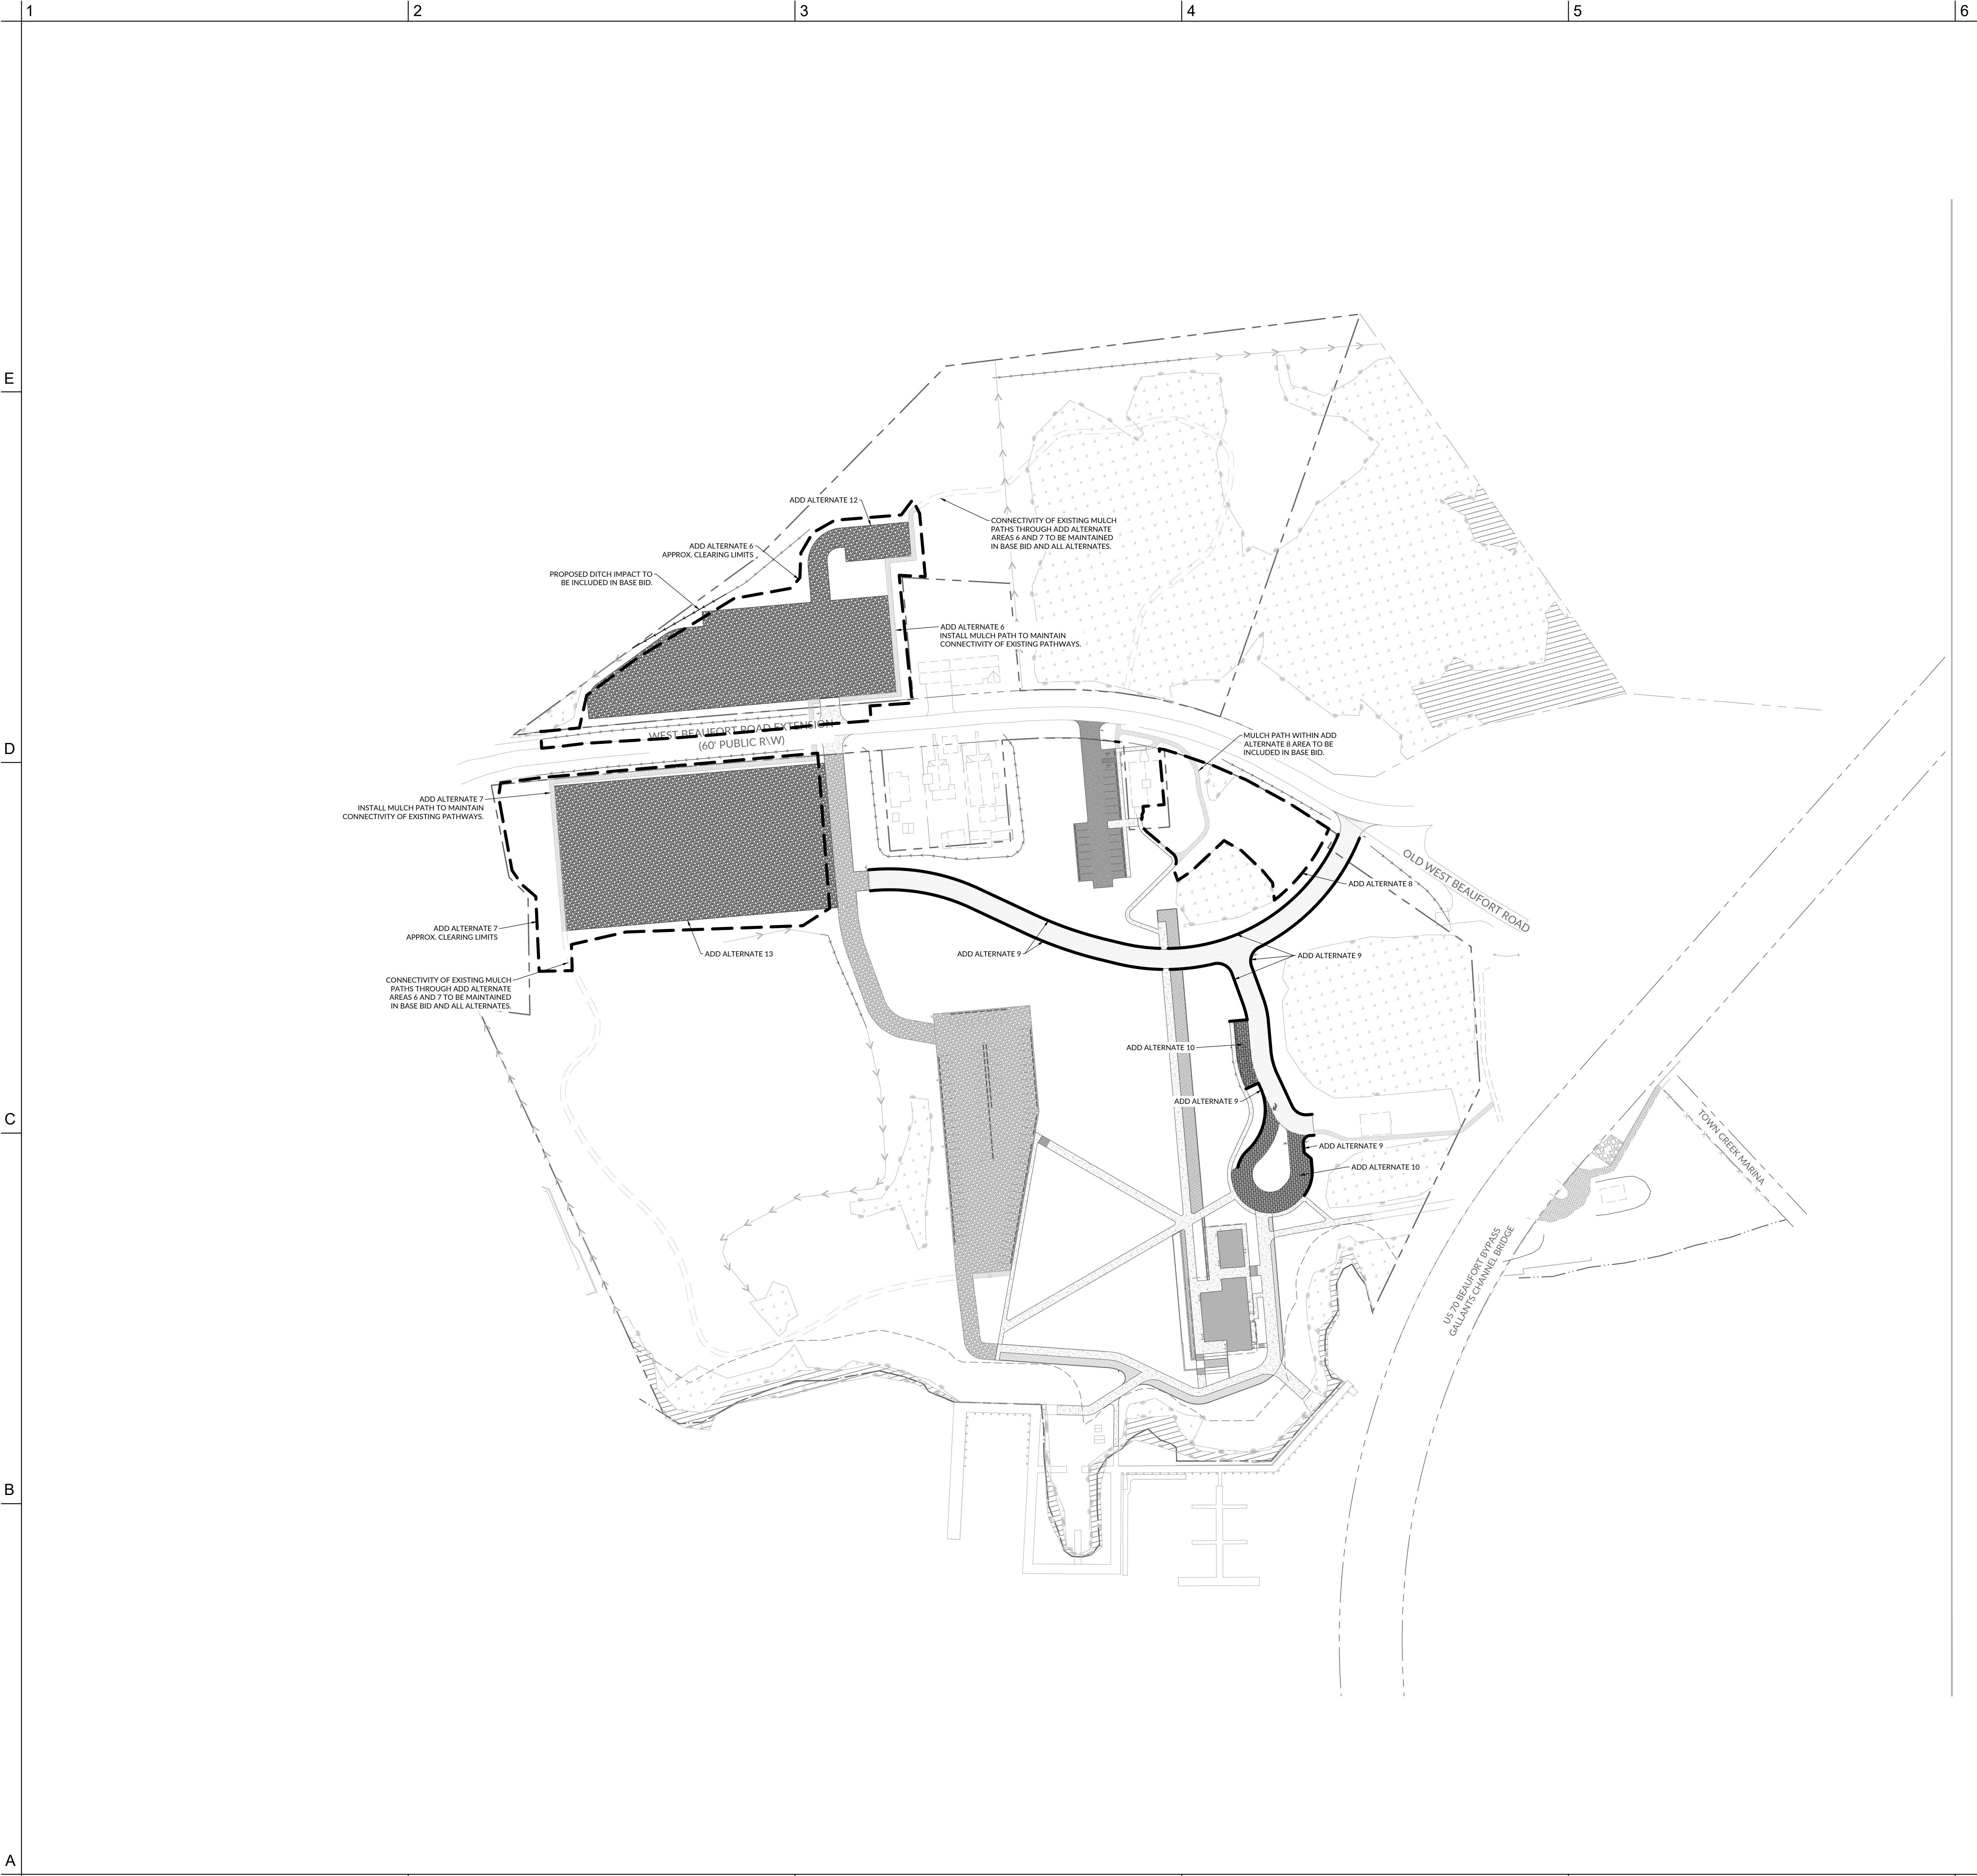 1
2
3
4
5
6
E
D
C
B
A
ADD ALTERNATE 12
CONNECTIVITY OF EXISTING MULCH
PATHS THROUGH ADD ALTERNATE
AREAS 6 AND 7 TO BE MAINTAINED
IN BASE BID AND ALL ALTERNATES.
ADD ALTERNATE 6
APPROX. CLEARING LIMITS
PROPOSED DITCH IMPACT TO
BE INCLUDED IN BASE BID.
ADD ALTERNATE 6
INSTALL MULCH PATH TO MAINTAIN
CONNECTIVITY OF EXISTING PATHWAYS.
WEST BEAUFORT ROAD EXTENSION
(60' PUBLIC R\W)
MULCH PATH WITHIN ADD
ALTERNATE 8 AREA TO BE
INCLUDED IN BASE BID.
ADD ALTERNATE 7
INSTALL MULCH PATH TO MAINTAIN
CONNECTIVITY OF EXISTING PATHWAYS.
OLD WEST BEAUFORT ROAD
ADD ALTERNATE 8
ADD ALTERNATE 7
APPROX. CLEARING LIMITS
ADD ALTERNATE 13
ADD ALTERNATE 9
ADD ALTERNATE 9
CONNECTIVITY OF EXISTING MULCH
PATHS THROUGH ADD ALTERNATE
AREAS 6 AND 7 TO BE MAINTAINED
IN BASE BID AND ALL ALTERNATES.
ADD ALTERNATE 10
ADD ALTERNATE 9
ADD ALTERNATE 9
ADD ALTERNATE 10
TOWN CREEK MARINA
US 70 BEAUFORT BYPASS
GALLANTS CHANNEL BRIDGE